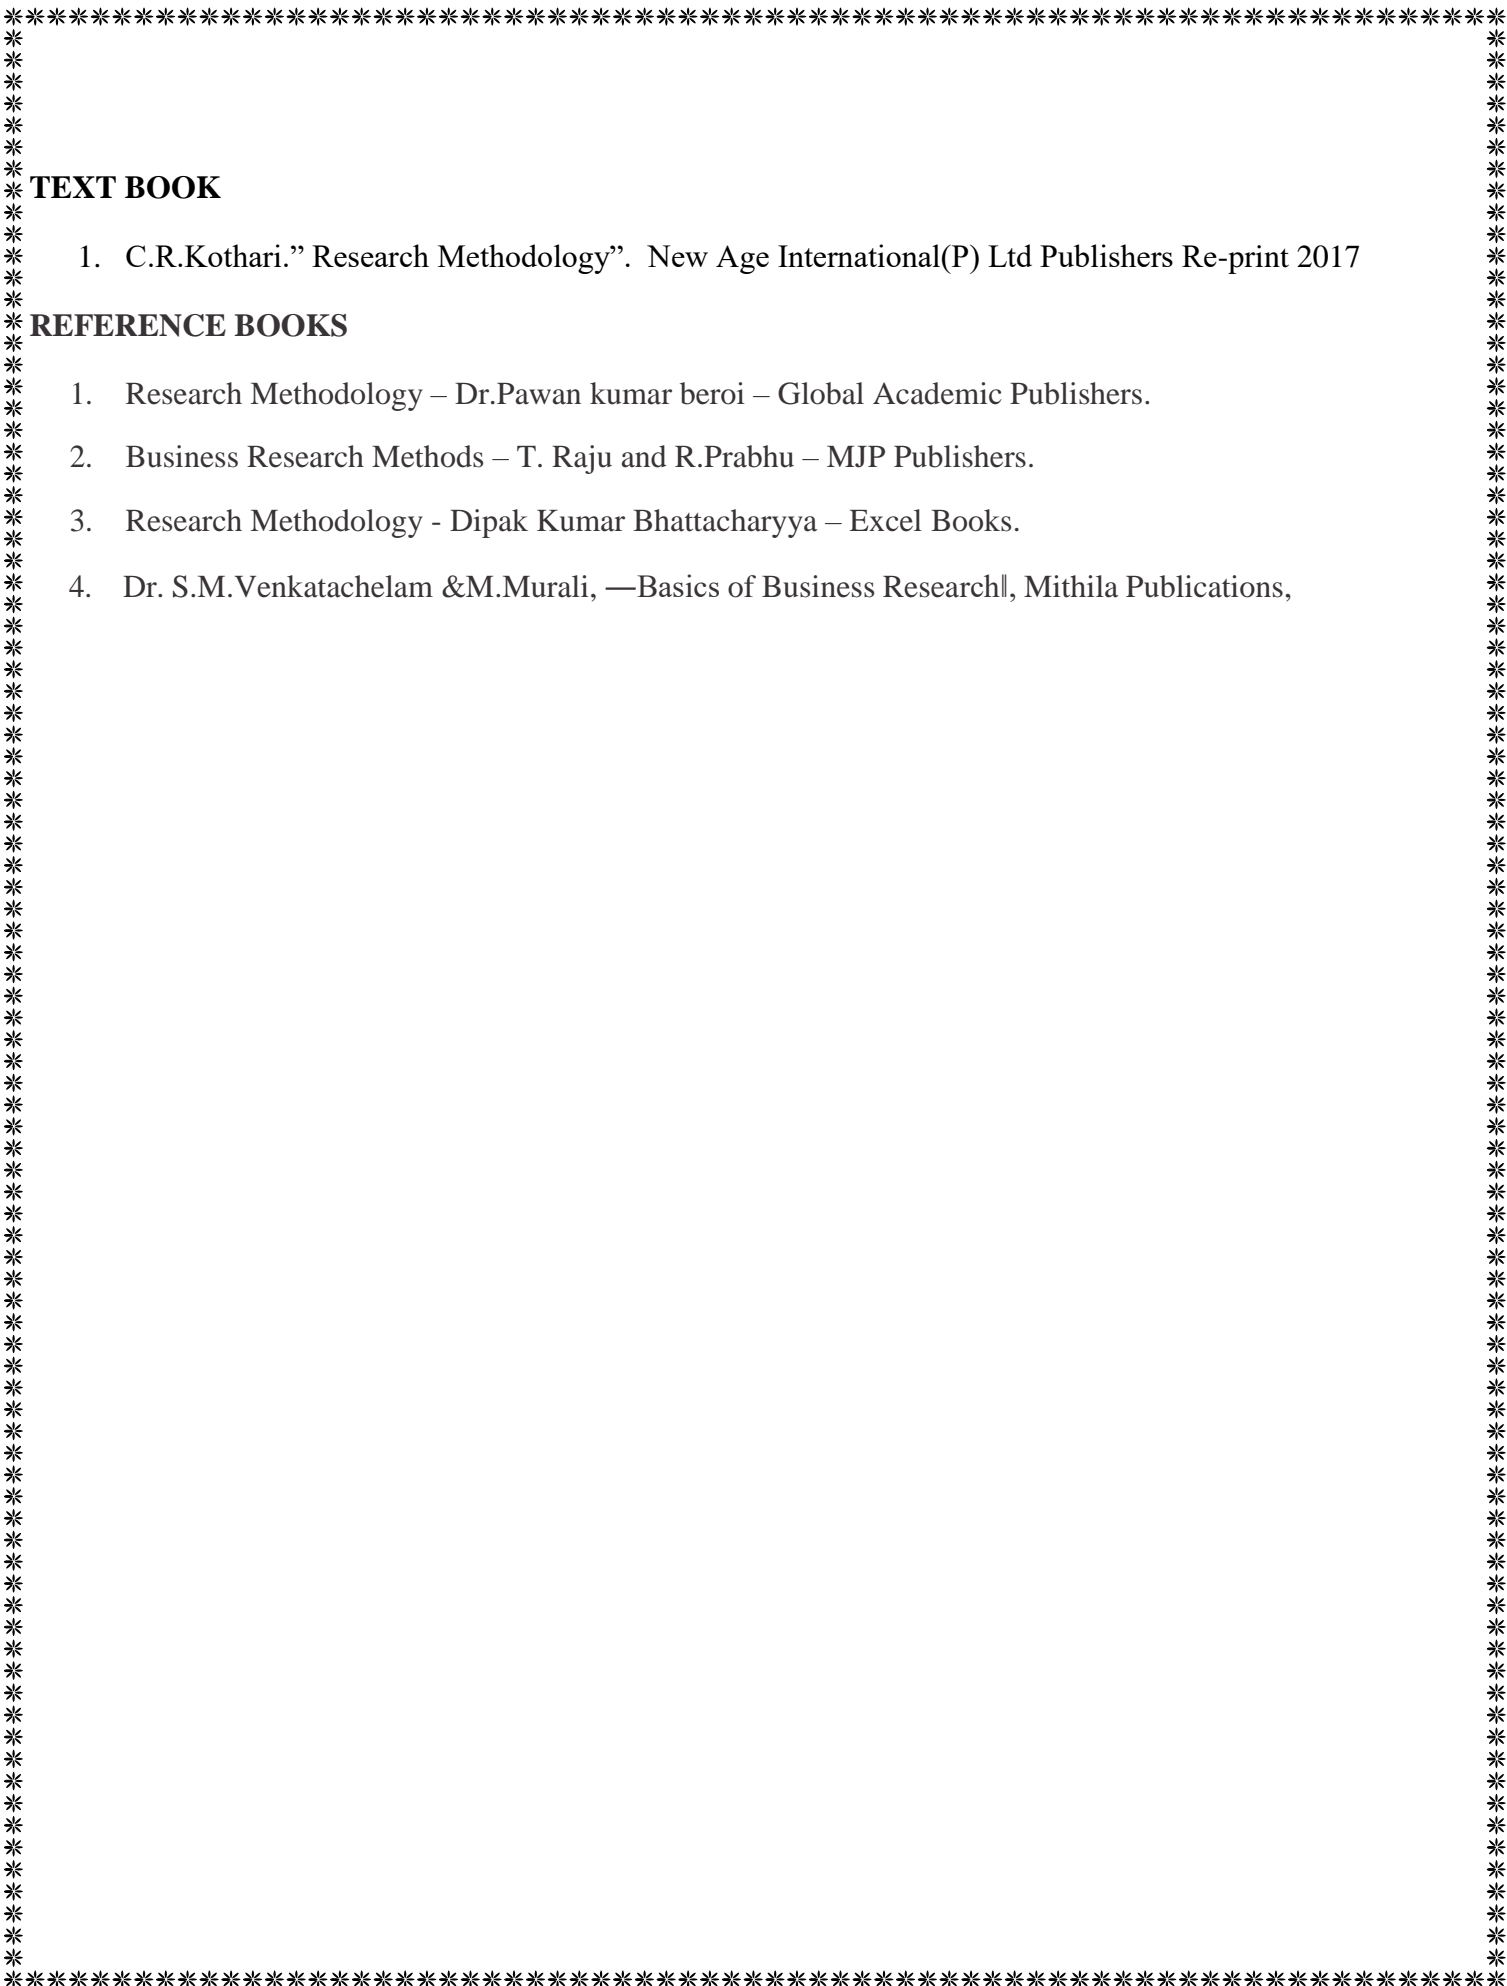 TEXT BOOK
1. C.R.Kothari.” Research Methodology”. New Age International(P) Ltd Publishers Re-print 2017
REFERENCE BOOKS
1. Research Methodology – Dr.Pawan kumar beroi – Global Academic Publishers.
2. Business Research Methods – T. Raju and R.Prabhu – MJP Publishers.
3. Research Methodology - Dipak Kumar Bhattacharyya – Excel Books.
4. Dr. S.M.Venkatachelam &M.Murali, ―Basics of Business Research‖, Mithila Publications,